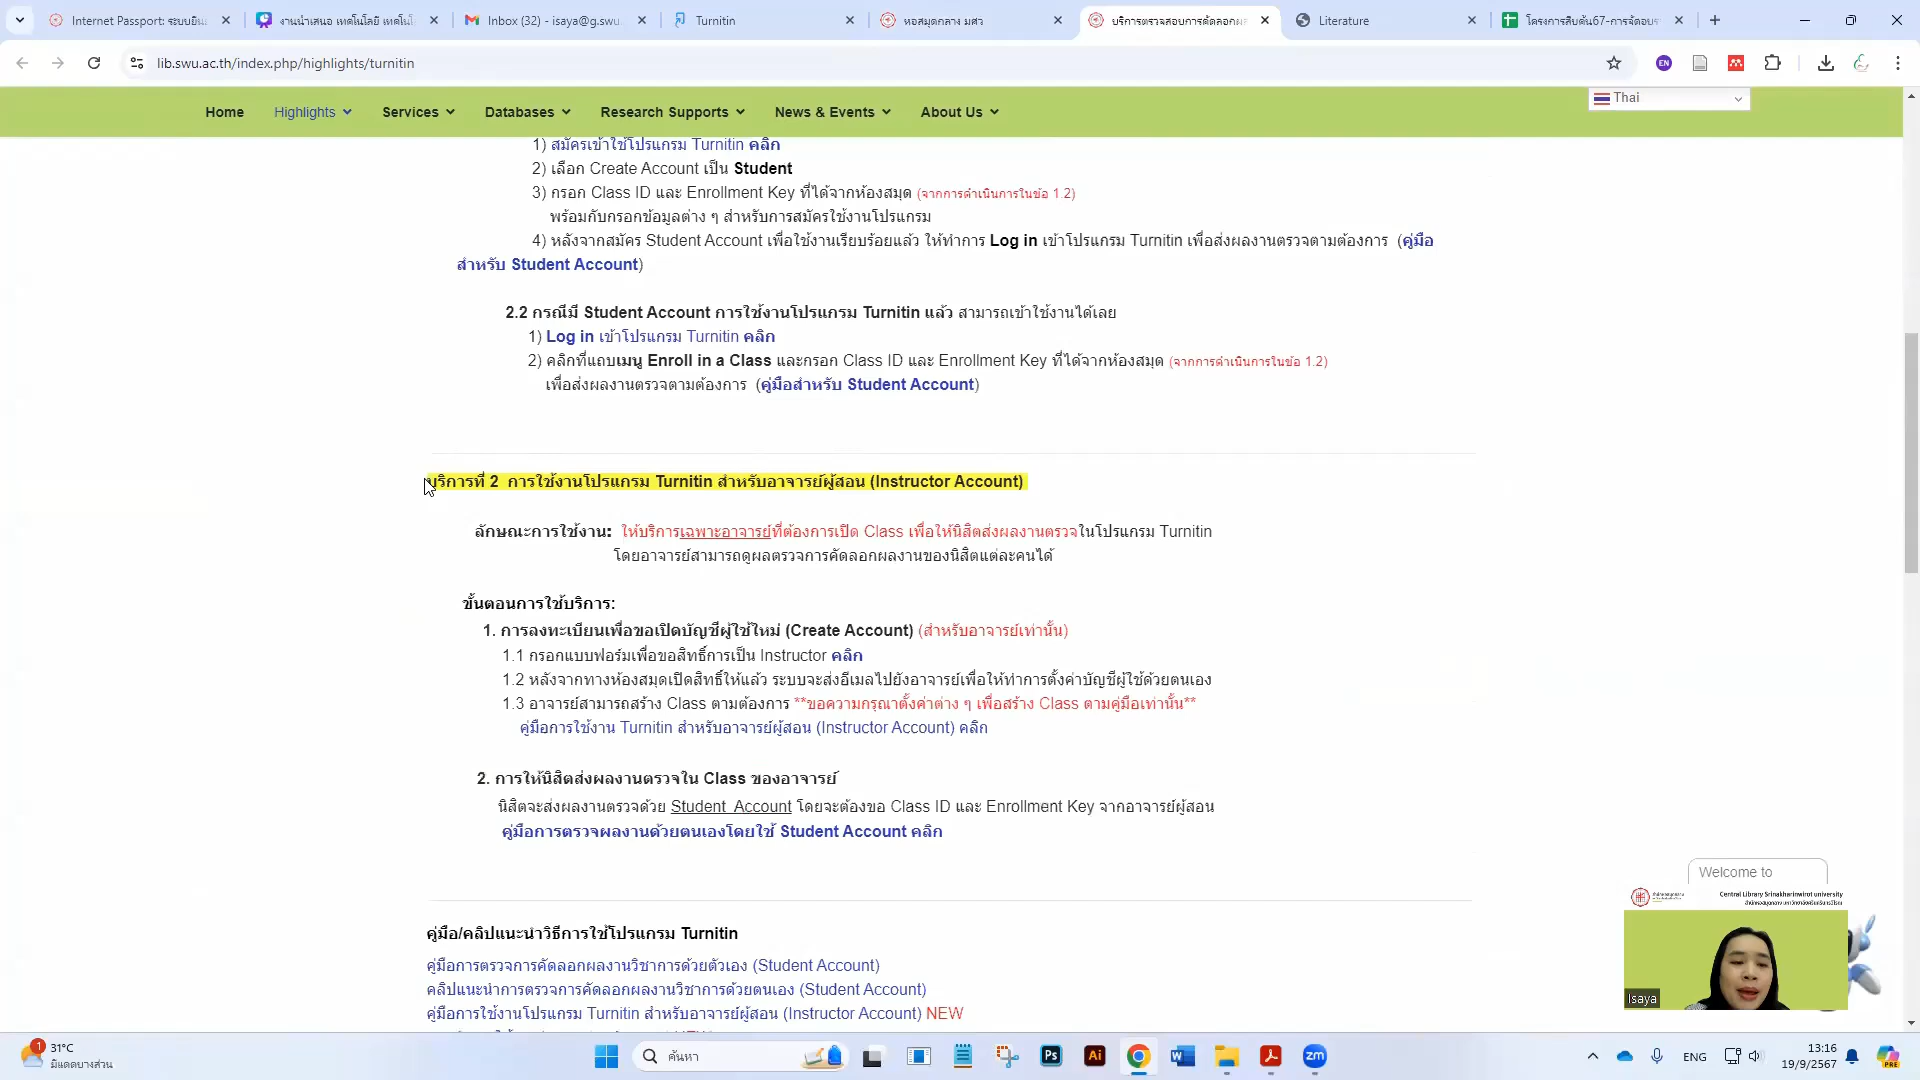 Internet Passport: ระบบยืนย
งานนำเสนอ เทคโนโลยี เทคโนโ
Inbox (32) - isaya@g.swu.
Turnitin
หอสมุดกลาง มศว
บริการตรวจสอบการคัดลอกผล
Literature
โครงการสืบค้น67-การจัดอบร
lib.swu.ac.th/index.php/highlights/turnitin
Home Highlights Services Databases Research Supports News & Events About Us
Thai
1) สมัครเข้าใช้โปรแกรม Turnitin คลิก
2) เลือก Create Account เป็น Student
3) กรอก Class ID และ Enrollment Key ที่ได้จากห้องสมุด (จากการดำเนินการในข้อ 1.2)
พร้อมกับกรอกข้อมูลต่าง ๆ สำหรับการสมัครใช้งานโปรแกรม
4) หลังจากสมัคร Student Account เพื่อใช้งานเรียบร้อยแล้ว ให้ทำการ Log in เข้าโปรแกรม Turnitin เพื่อส่งผลงานตรวจตามต้องการ (คู่มือ
สำหรับ Student Account)
2.2 กรณีมี Student Account การใช้งานโปรแกรม Turnitin แล้ว สามารถเข้าใช้งานได้เลย
1) Log in เข้าโปรแกรม Turnitin คลิก
2) คลิกที่แถบเมนู Enroll in a Class และกรอก Class ID และ Enrollment Key ที่ได้จากห้องสมุด (จากการดำเนินการในข้อ 1.2)
เพื่อส่งผลงานตรวจตามต้องการ (คู่มือสำหรับ Student Account)
บริการที่ 2 การใช้งานโปรแกรม Turnitin สำหรับอาจารย์ผู้สอน (Instructor Account)
ลักษณะการใช้งาน: ให้บริการเฉพาะอาจารย์ที่ต้องการเปิด Class เพื่อให้นิสิตส่งผลงานตรวจในโปรแกรม Turnitin
โดยอาจารย์สามารถดูผลตรวจการคัดลอกผลงานของนิสิตแต่ละคนได้
ขั้นตอนการใช้บริการ:
1. การลงทะเบียนเพื่อขอเปิดบัญชีผู้ใช้ใหม่ (Create Account) (สำหรับอาจารย์เท่านั้น)
1.1 กรอกแบบฟอร์มเพื่อขอสิทธิ์การเป็น Instructor คลิก
1.2 หลังจากทางห้องสมุดเปิดสิทธิ์ให้แล้ว ระบบจะส่งอีเมลไปยังอาจารย์เพื่อให้ทำการตั้งค่าบัญชีผู้ใช้ด้วยตนเอง
1.3 อาจารย์สามารถสร้าง Class ตามต้องการ **ขอความกรุณาตั้งค่าต่าง ๆ เพื่อสร้าง Class ตามคู่มือเท่านั้น**
คู่มือการใช้งาน Turnitin สำหรับอาจารย์ผู้สอน (Instructor Account) คลิก
2. การให้นิสิตส่งผลงานตรวจใน Class ของอาจารย์
นิสิตจะส่งผลงานตรวจด้วย Student Account โดยจะต้องขอ Class ID และ Enrollment Key จากอาจารย์ผู้สอน
คู่มือการตรวจผลงานด้วยตนเองโดยใช้ Student Account คลิก
คู่มือ/คลิปแนะนำวิธีการใช้โปรแกรม Turnitin
คู่มือการตรวจการคัดลอกผลงานวิชาการด้วยตัวเอง (Student Account)
คลิปแนะนำการตรวจการคัดลอกผลงานวิชาการด้วยตนเอง (Student Account)
คู่มือการใช้งานโปรแกรม Turnitin สำหรับอาจารย์ผู้สอน (Instructor Account) NEW
Welcome to
Central Library Srinakharinwirot university
Isaya
1
31°C
มีแดดบางส่วน
ค้นหา
Ps
Ai
zm
ENG
13:16
19/9/2567
PRE